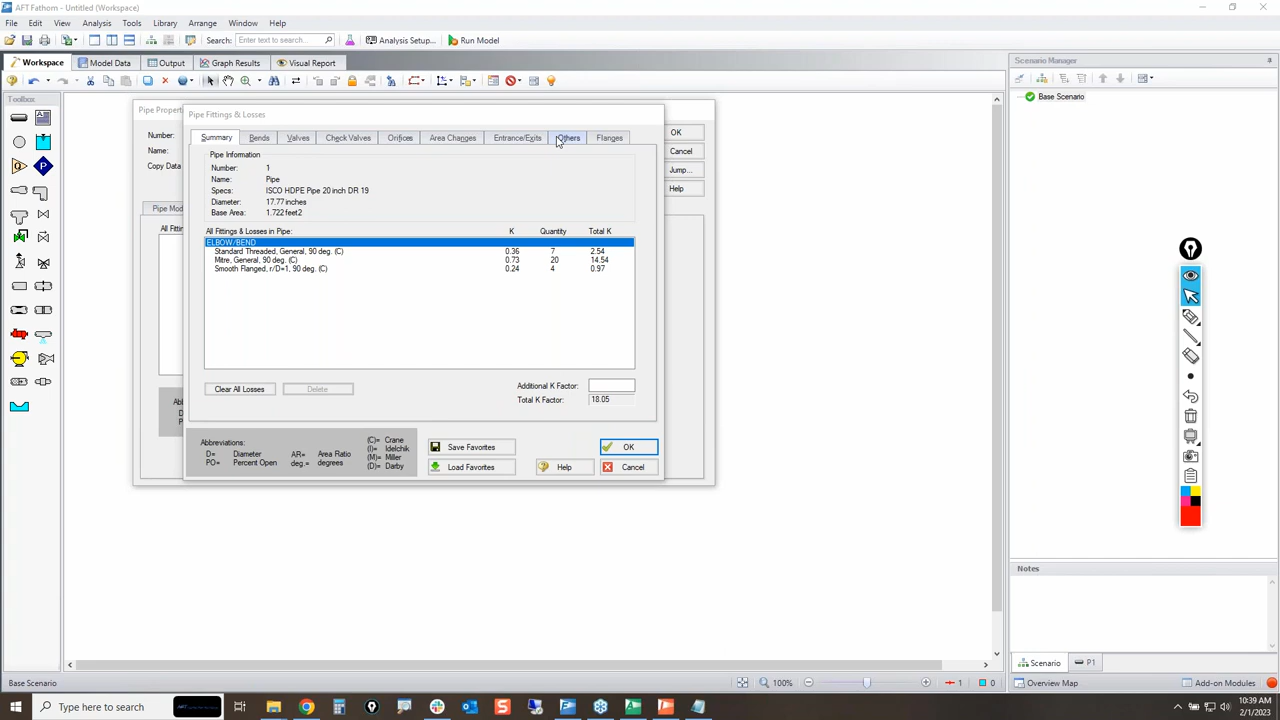 AFT Fathom - Untitled (Workspace)
File Edit View Analysis Tools Library Arrange Window Help
Search: Enter text to search... Analysis Setup... Run Model
Workspace Model Data Output Graph Results Visual Report
Scenario Manager
Base Scenario
Toolbox
Pipe Propert
Number:
Name:
Copy Data
Pipe Mod
All Fittin
Abb
D
P
OK
Cancel
Jump...
Help
Pipe Fittings & Losses
Summary Bends Valves Check Valves Orifices Area Changes Entrance/Exits Others Flanges
Pipe Information
Number: 1
Name: Pipe
Specs: ISCO HDPE Pipe 20 inch DR 19
Diameter: 17.77 inches
Base Area: 1.722 feet2
All Fittings & Losses in Pipe: K Quantity Total K
ELBOW/BEND
Standard Threaded, General, 90 deg. (C) 0.36 7 2.54
Mitre, General, 90 deg. (C) 0.73 20 14.54
Smooth Flanged, r/D=1, 90 deg. (C) 0.24 4 0.97
Clear All Losses Delete
Additional K Factor:
Total K Factor: 18.05
Abbreviations:
D= Diameter AR= Area Ratio
PO= Percent Open deg.= degrees
(C)= Crane
(I)= Idelchik
(M)= Miller
(D)= Darby
Save Favorites OK
Load Favorites Help Cancel
Notes
Scenario P1
Base Scenario 100% 1 0 Overview Map Add-on Modules
Type here to search
10:39 AM
2/1/2023